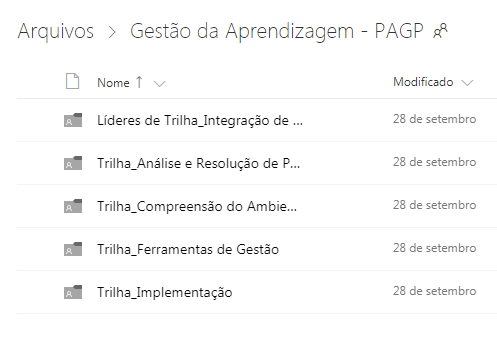 Arquivos > Gestão da Aprendizagem - PAGP
Nome Modificado
Líderes de Trilha_Integração de ... 28 de setembro
Trilha_Análise e Resolução de P... 28 de setembro
Trilha_Compreensão do Ambie... 28 de setembro
Trilha_Ferramentas de Gestão 28 de setembro
Trilha_Implementação 28 de setembro